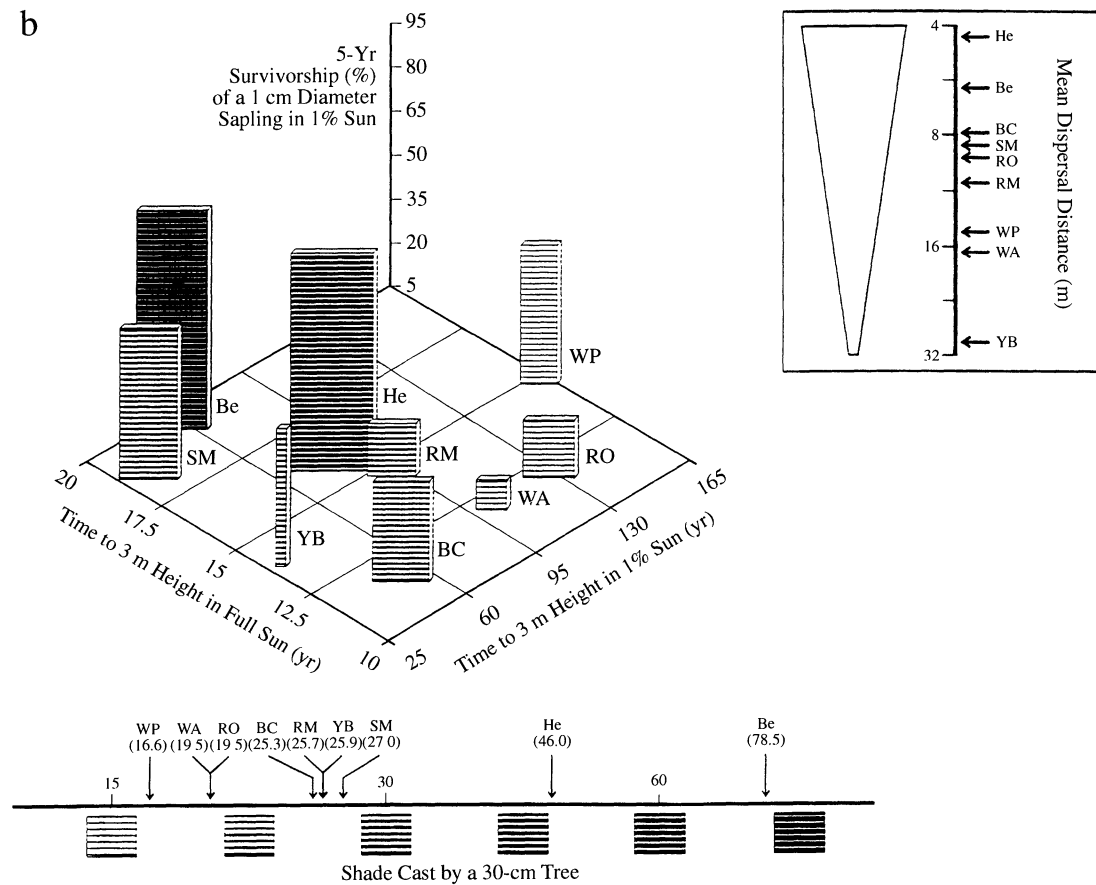 b
5-Yr
Survivorship (%)
of a 1 cm Diameter
Sapling in 1% Sun
95
80
65
50
35
20
5
Be
SM
He
YB
RM
BC
WP
RO
WA
20
17.5
15
12.5
10
Time to 3 m Height in Full Sun (yr)
25
60
95
130
165
Time to 3 m Height in 1% Sun (yr)
4
8
16
32
He
Be
BC
SM
RO
RM
WP
WA
YB
Mean Dispersal Distance (m)
WP WA RO BC RM YB SM He Be
(16.6) (19 5) (19 5) (25.3) (25.7) (25.9) (27 0) (46.0) (78.5)
15 30 60
Shade Cast by a 30-cm Tree